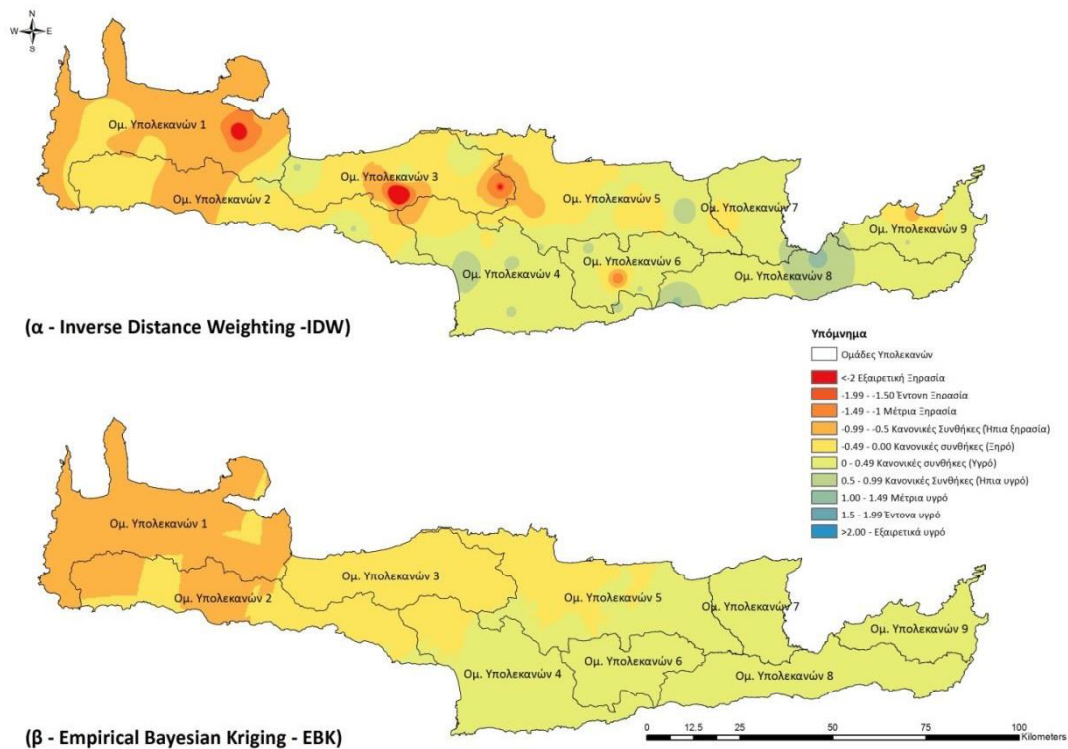 N
W E
S
Ομ. Υπολεκανών 1
Ομ. Υπολεκανών 2
Ομ. Υπολεκανών 3
Ομ. Υπολεκανών 4
Ομ. Υπολεκανών 5
Ομ. Υπολεκανών 6
Ομ. Υπολεκανών 7
Ομ. Υπολεκανών 8
Ομ. Υπολεκανών 9
(α - Inverse Distance Weighting -IDW)
Υπόμνημα
Ομάδες Υπολεκανών
<-2 Εξαιρετική Ξηρασία
-1.99 - -1.50 Έντονη Ξηρασία
-1.49 - -1 Μέτρια Ξηρασία
-0.99 - -0.5 Κανονικές Συνθήκες (Ήπια ξηρασία)
-0.49 - 0.00 Κανονικές συνθήκες (Ξηρό)
0 - 0.49 Κανονικές συνθήκες (Υγρό)
0.5 - 0.99 Κανονικές Συνθήκες (Ήπια υγρό)
1.00 - 1.49 Μέτρια υγρό
1.5 - 1.99 Έντονα υγρό
>2.00 - Εξαιρετικά υγρό
Ομ. Υπολεκανών 1
Ομ. Υπολεκανών 2
Ομ. Υπολεκανών 3
Ομ. Υπολεκανών 4
Ομ. Υπολεκανών 5
Ομ. Υπολεκανών 6
Ομ. Υπολεκανών 7
Ομ. Υπολεκανών 8
Ομ. Υπολεκανών 9
(β - Empirical Bayesian Kriging - EBK)
0 12.5 25 50 75 100
Kilometers